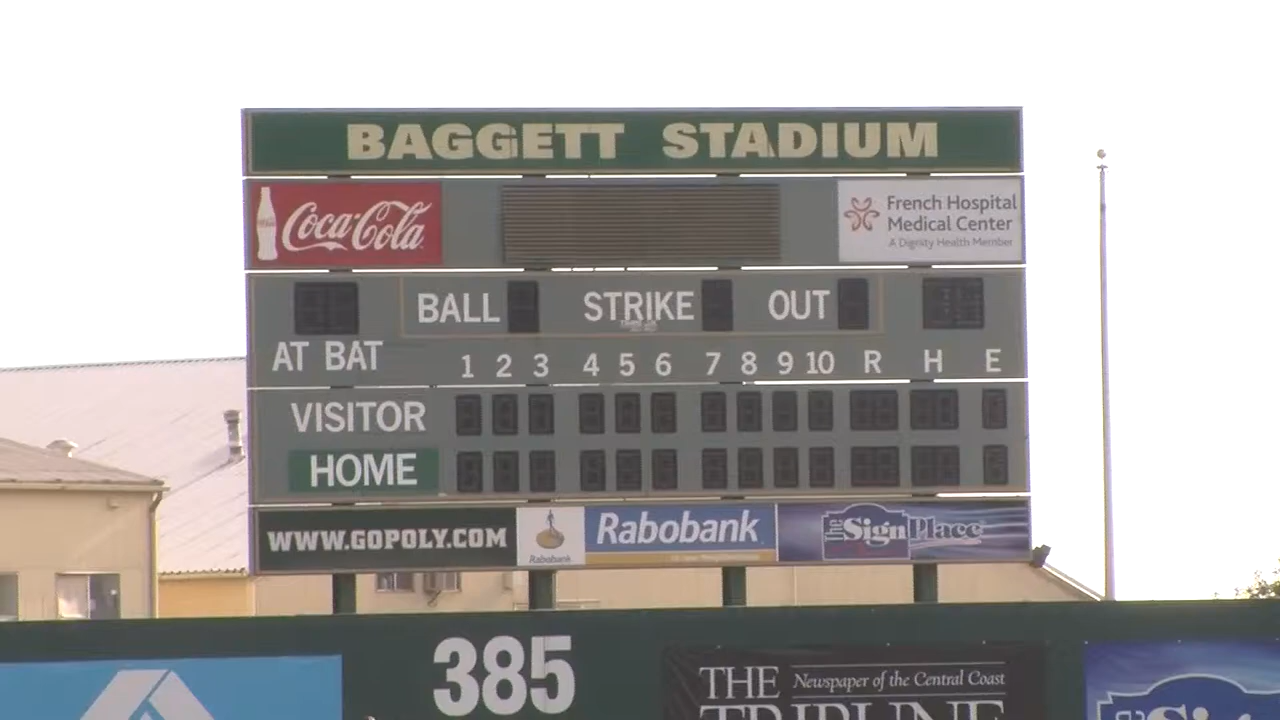 BAGGETT STADIUM
Coca-Cola
French Hospital
Medical Center
A Dignity Health Member
BALL STRIKE OUT
AT BAT 1 2 3 4 5 6 7 8 9 10 R H E
VISITOR
HOME
WWW.GOPOLY.COM
Rabobank
Rabobank
The Sign Place
385
THE Newspaper of the Central Coast
TRIBUNE